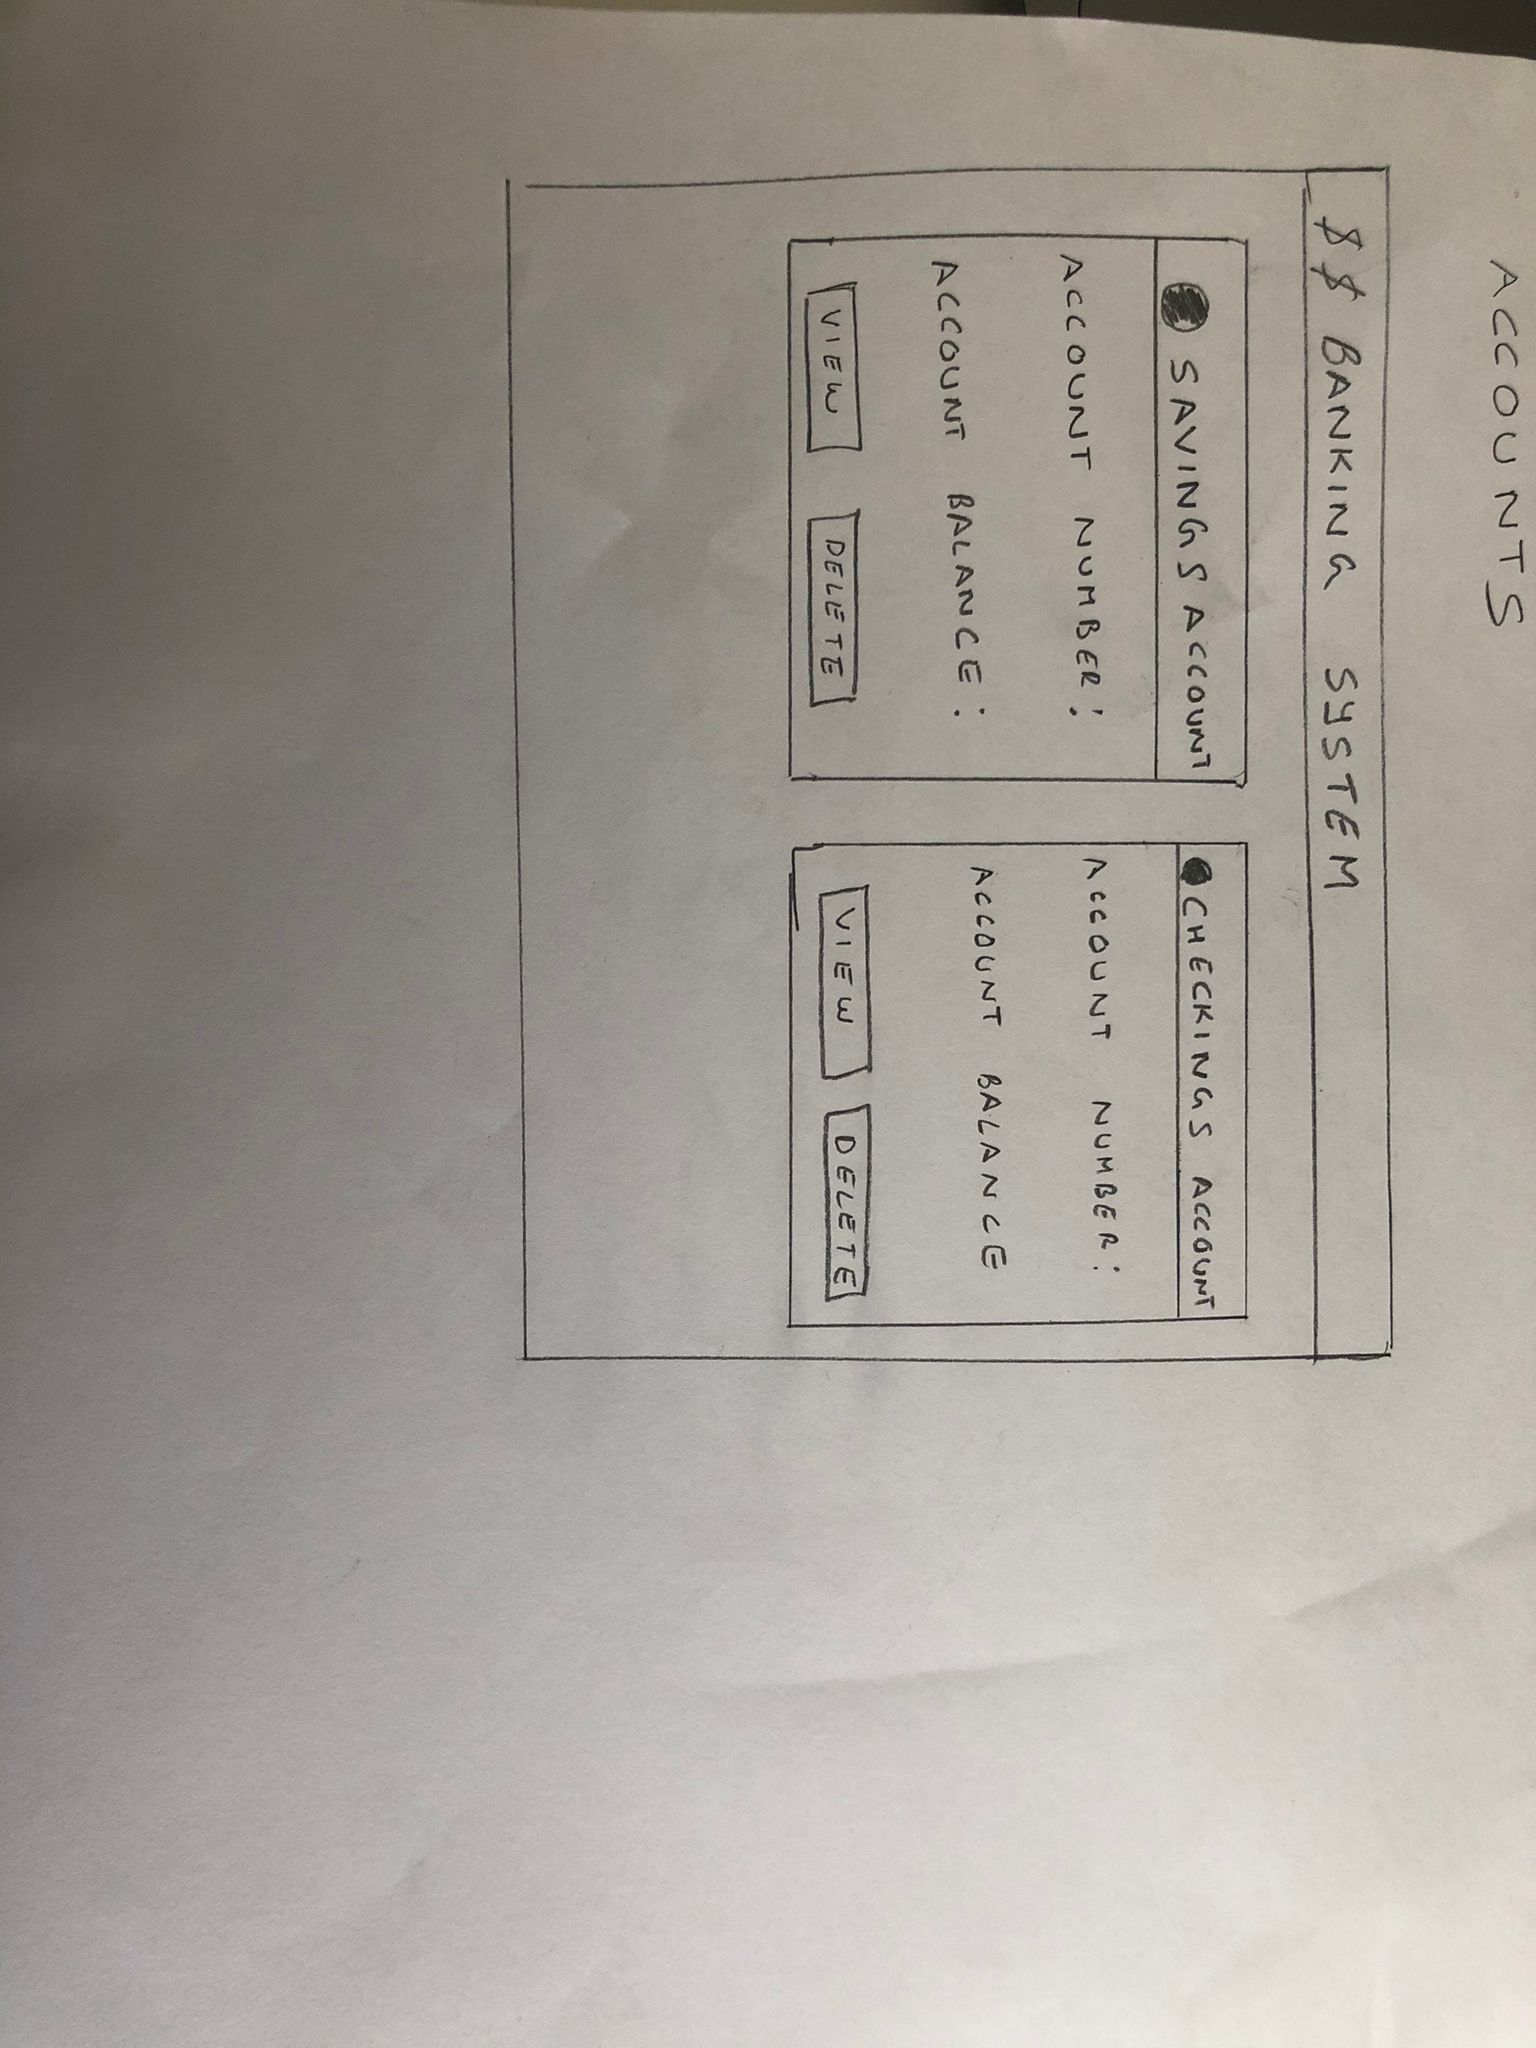 ACCOUNTS
$$ BANKING SYSTEM
SAVINGS ACCOUNT
ACCOUNT NUMBER:
ACCOUNT BALANCE:
VIEW DELETE
CHECKINGS ACCOUNT
ACCOUNT NUMBER:
ACCOUNT BALANCE
VIEW DELETE